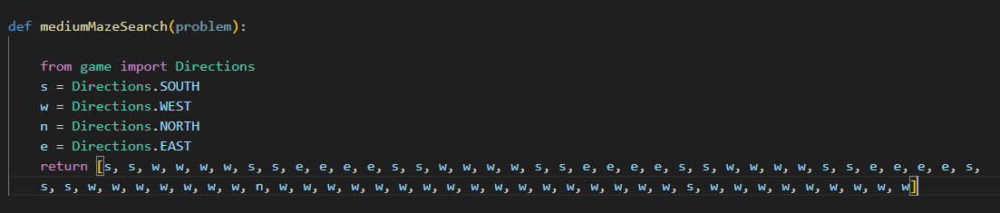 def mediumMazeSearch(problem):
from game import Directions
s = Directions.SOUTH
w = Directions.WEST
n = Directions.NORTH
e = Directions.EAST
return [s, s, w, w, w, w, s, s, e, e, e, e, s, s, w, w, w, w, s, s, e, e, e, e, s, s, w, w, w, w, s, s, e, e, e, e, s,
s, s, w, w, w, w, w, w, w, n, w, w, w, w, w, w, w, w, w, w, w, w, w, w, w, w, w, s, w, w, w, w, w, w, w, w, w]